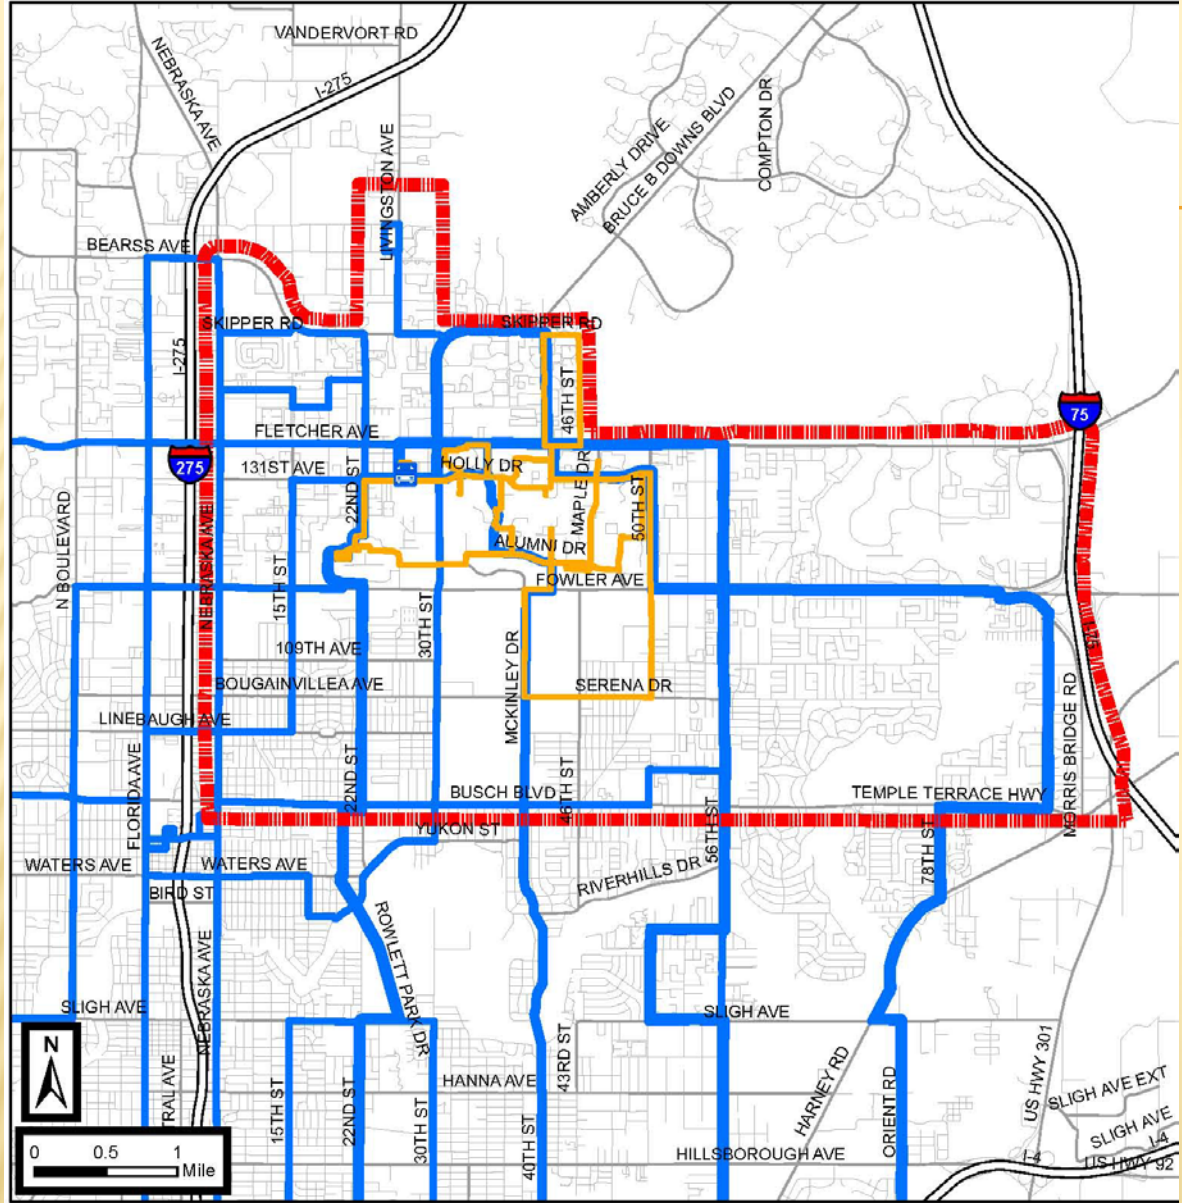 VANDERVORT RD
NEBRASKA AVE
I-275
LIVINGSTON AVE
AMBERLY DRIVE
BRUCE B DOWNS BLVD
COMPTON DR
BEARSS AVE
SKIPPER RD
SKIPPER RD
I-275
46TH ST
75
FLETCHER AVE
275
131ST AVE
22ND ST
HOLLY DR
MAPLE DR
50TH ST
N BOULEVARD
NEBRASKA AVE
ALUMNI DR
FOWLER AVE
15TH ST
30TH ST
I-75
109TH AVE
MCKINLEY DR
BOUGAINVILLEA AVE
SERENA DR
LINEBAUGH AVE
MORRIS BRIDGE RD
FLORIDA AVE
22ND ST
46TH ST
BUSCH BLVD
TEMPLE TERRACE HWY
56TH ST
YUKON ST
78TH ST
WATERS AVE
WATERS AVE
RIVERHILLS DR
BIRD ST
ROWLETT PARK DR
NEBRASKA AVE
SLIGH AVE
SLIGH AVE
N
43RD ST
HARNEY RD
US HWY 301
TRAL AVE
15TH ST
22ND ST
30TH ST
HANNA AVE
40TH ST
ORIENT RD
SLIGH AVE EXT
SLIGH AVE
HILLSBOROUGH AVE
I-4
I-4
US HWY 92
0 0.5 1
Mile